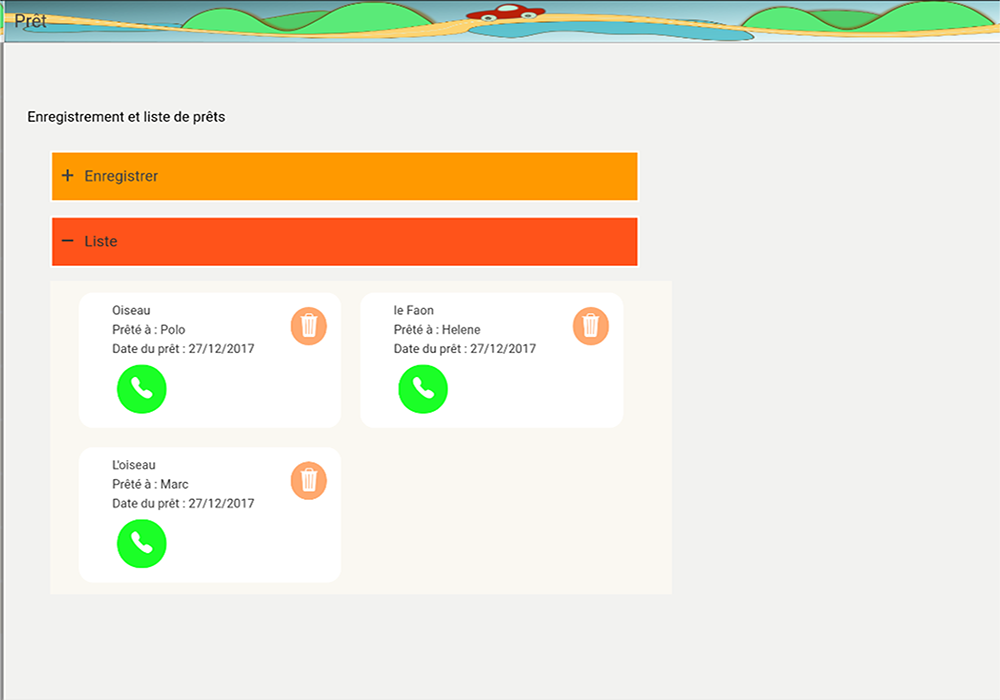 Prêt
Enregistrement et liste de prêts
+ Enregistrer
− Liste
Oiseau
Prêté à : Polo
Date du prêt : 27/12/2017
le Faon
Prêté à : Helene
Date du prêt : 27/12/2017
L'oiseau
Prêté à : Marc
Date du prêt : 27/12/2017